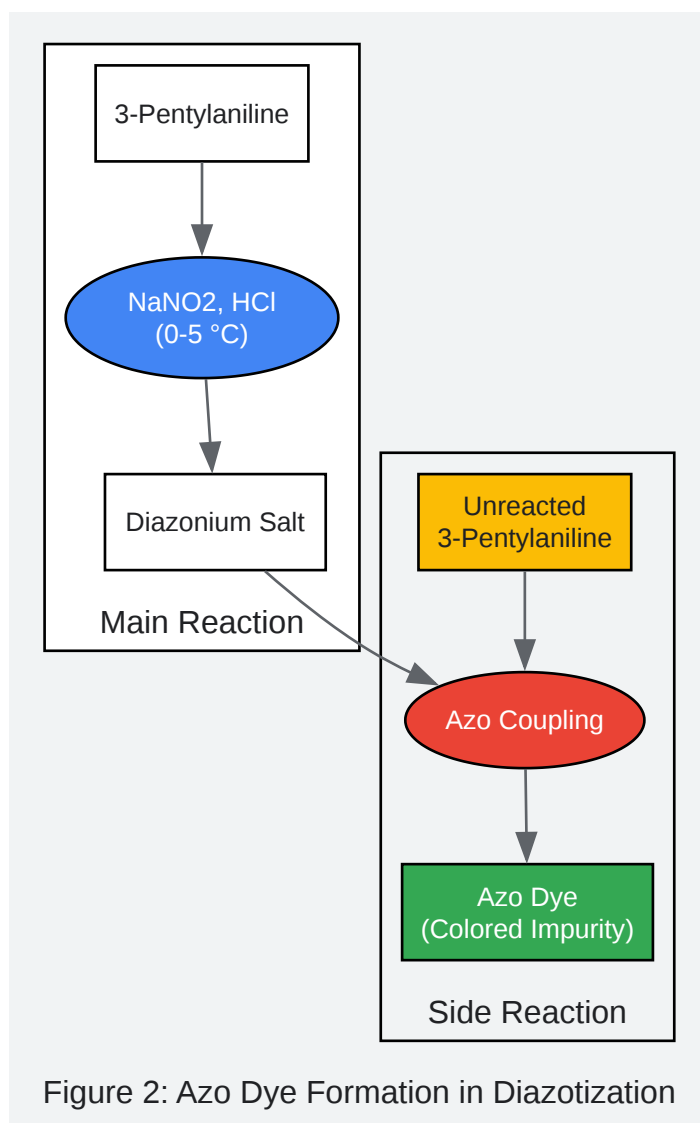 3-Pentylaniline
NaNO2, HCl
(0-5 °C)
Diazonium Salt
Main Reaction
Unreacted
3-Pentylaniline
Azo Coupling
Azo Dye
(Colored Impurity)
Side Reaction
Figure 2: Azo Dye Formation in Diazotization